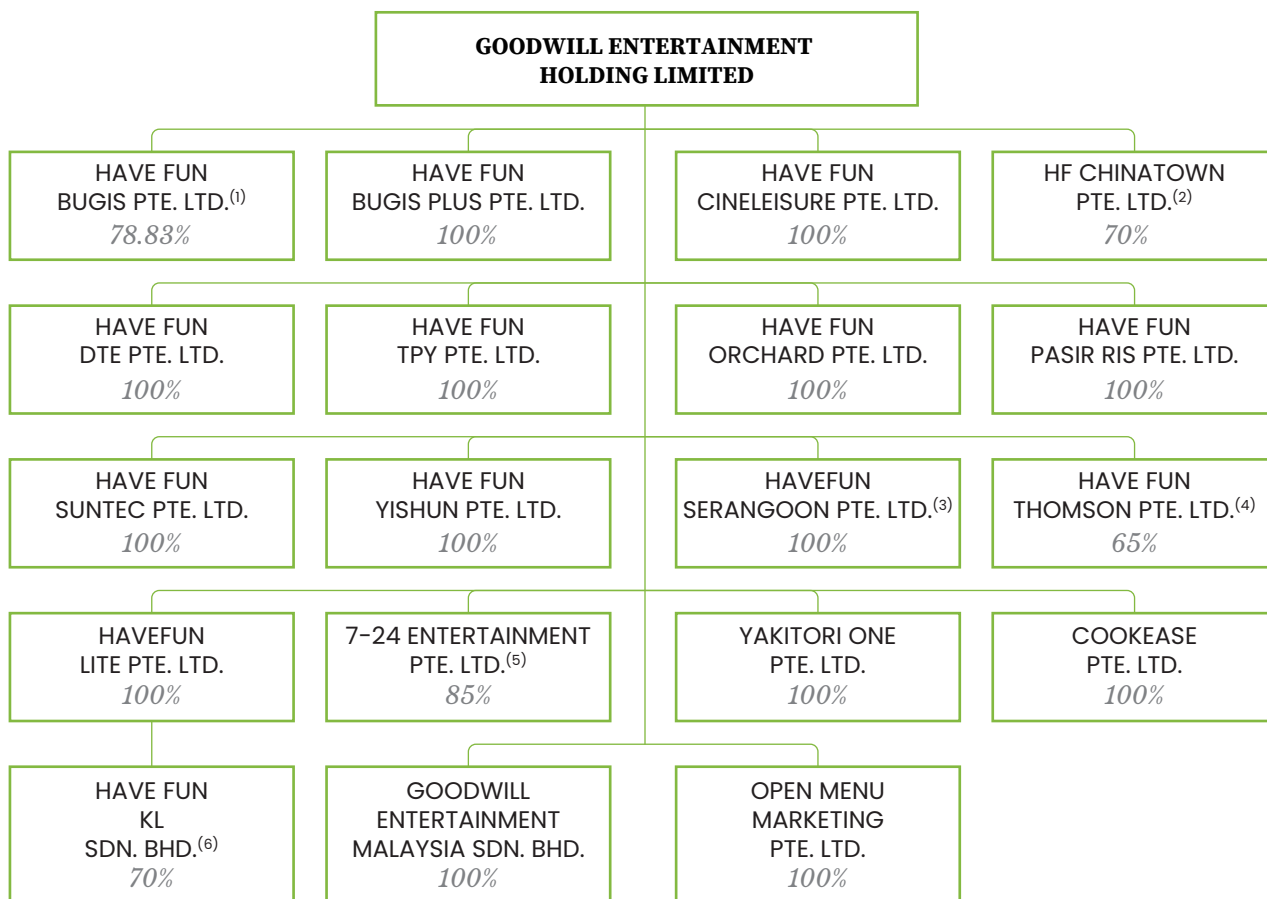 GOODWILL ENTERTAINMENT
HOLDING LIMITED
HAVE FUN
BUGIS PTE. LTD.(1)
78.83%
HAVE FUN
BUGIS PLUS PTE. LTD.
100%
HAVE FUN
CINELEISURE PTE. LTD.
100%
HF CHINATOWN
PTE. LTD.(2)
70%
HAVE FUN
DTE PTE. LTD.
100%
HAVE FUN
TPY PTE. LTD.
100%
HAVE FUN
ORCHARD PTE. LTD.
100%
HAVE FUN
PASIR RIS PTE. LTD.
100%
HAVE FUN
SUNTEC PTE. LTD.
100%
HAVE FUN
YISHUN PTE. LTD.
100%
HAVEFUN
SERANGOON PTE. LTD.(3)
100%
HAVE FUN
THOMSON PTE. LTD.(4)
65%
HAVEFUN
LITE PTE. LTD.
100%
7-24 ENTERTAINMENT
PTE. LTD.(5)
85%
YAKITORI ONE
PTE. LTD.
100%
COOKEASE
PTE. LTD.
100%
HAVE FUN
KL
SDN. BHD.(6)
70%
GOODWILL
ENTERTAINMENT
MALAYSIA SDN. BHD.
100%
OPEN MENU
MARKETING
PTE. LTD.
100%